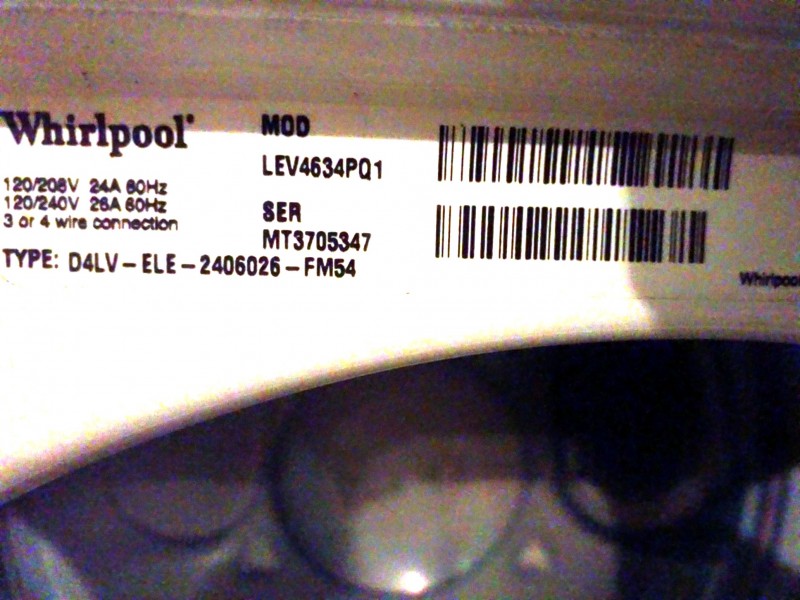 Whirlpool
120/208V 24A 60Hz
120/240V 26A 60Hz
3 or 4 wire connection
TYPE: D4LV-ELE-2406026-FM54
MOD
LEV4634PQ1
SER
MT3705347
Whirlpool